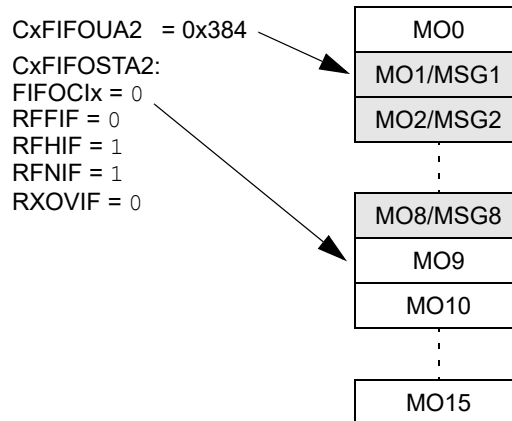 CxFIFOUA2 = 0x384
CxFIFOSTA2:
FIFOCIx = 0
RFFIF = 0
RFHIF = 1
RFNIF = 1
RXOVIF = 0
MO0
MO1/MSG1
MO2/MSG2
MO8/MSG8
MO9
MO10
MO15